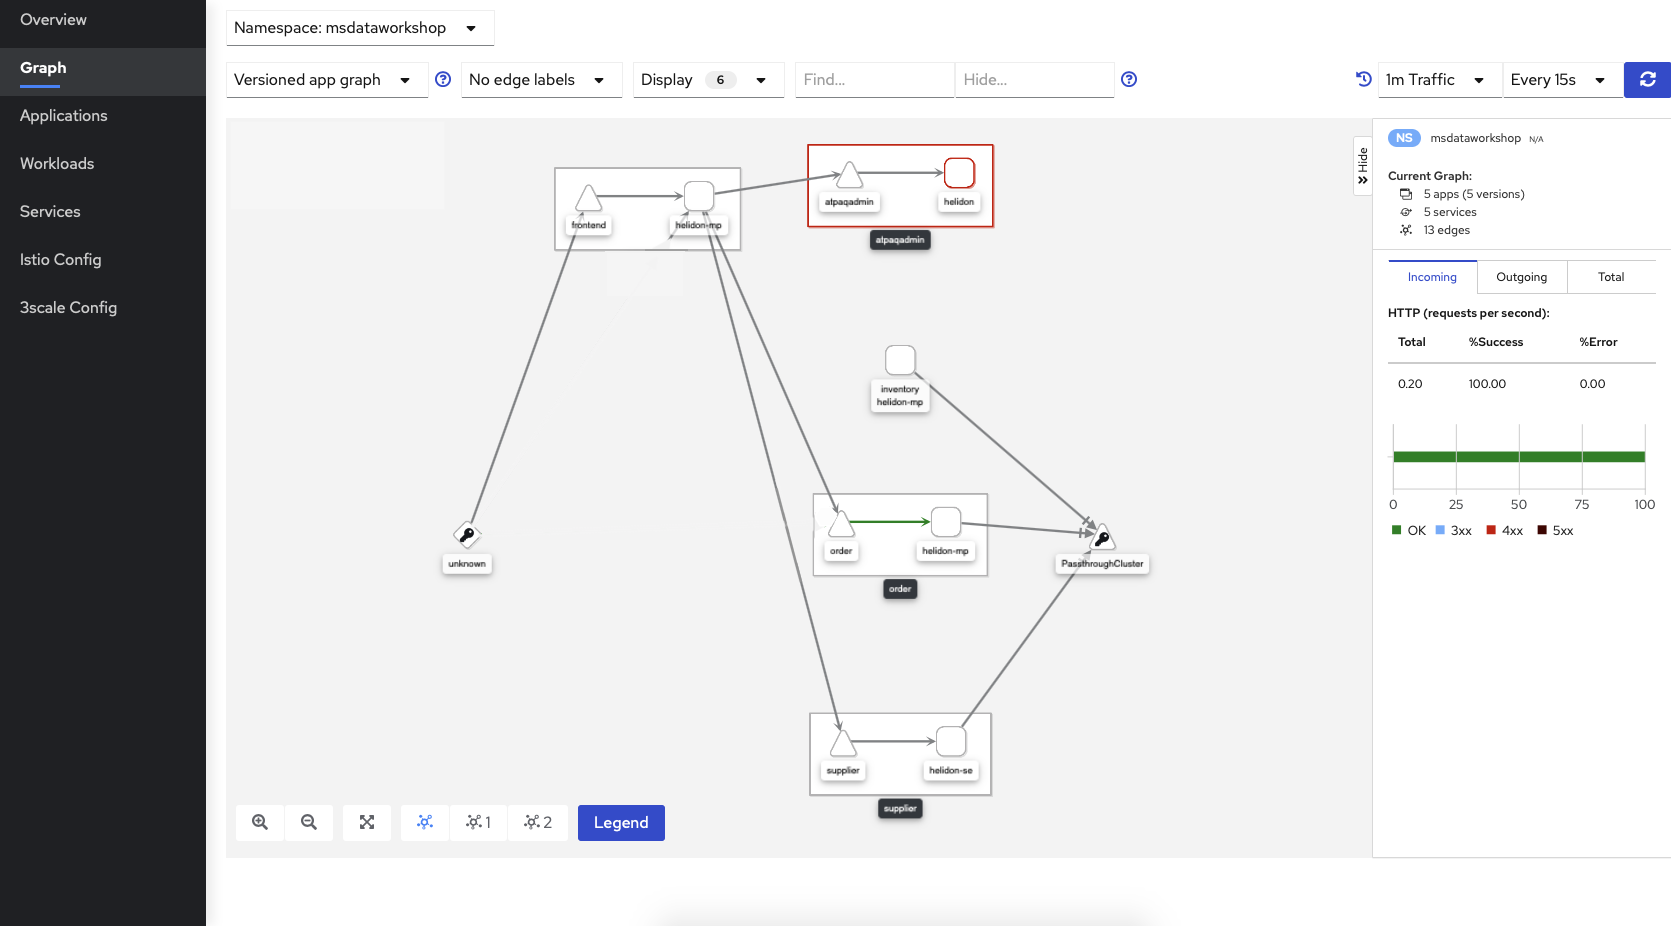 Overview
Graph
Applications
Workloads
Services
Istio Config
3scale Config
Namespace: msdataworkshop
Versioned app graph
No edge labels
Display 6
Find...
Hide...
1m Traffic
Every 15s
frontend
helidon-mp
atpaqadmin
helidon
atpaqadmin
inventory
helidon-mp
unknown
order
helidon-mp
order
PassthroughCluster
supplier
helidon-se
supplier
1
2
Legend
Hide
NS msdataworkshop N/A
Current Graph:
5 apps (5 versions)
5 services
13 edges
Incoming Outgoing Total
HTTP (requests per second):
Total %Success %Error
0.20 100.00 0.00
0 25 50 75 100
OK 3xx 4xx 5xx